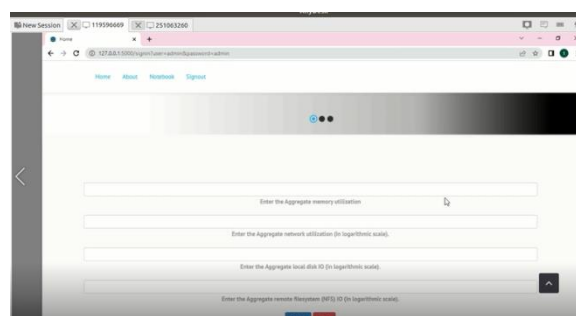 New Session 119596669 251063260
Home
127.0.0.1:5000/signin?user=admin&password=admin
Home About Notebook Signout
Enter the Aggregate memory utilization
Enter the Aggregate network utilization (in logarithmic scale).
Enter the Aggregate local disk IO (in logarithmic scale).
Enter the Aggregate remote filesystem (NFS) IO (in logarithmic scale).